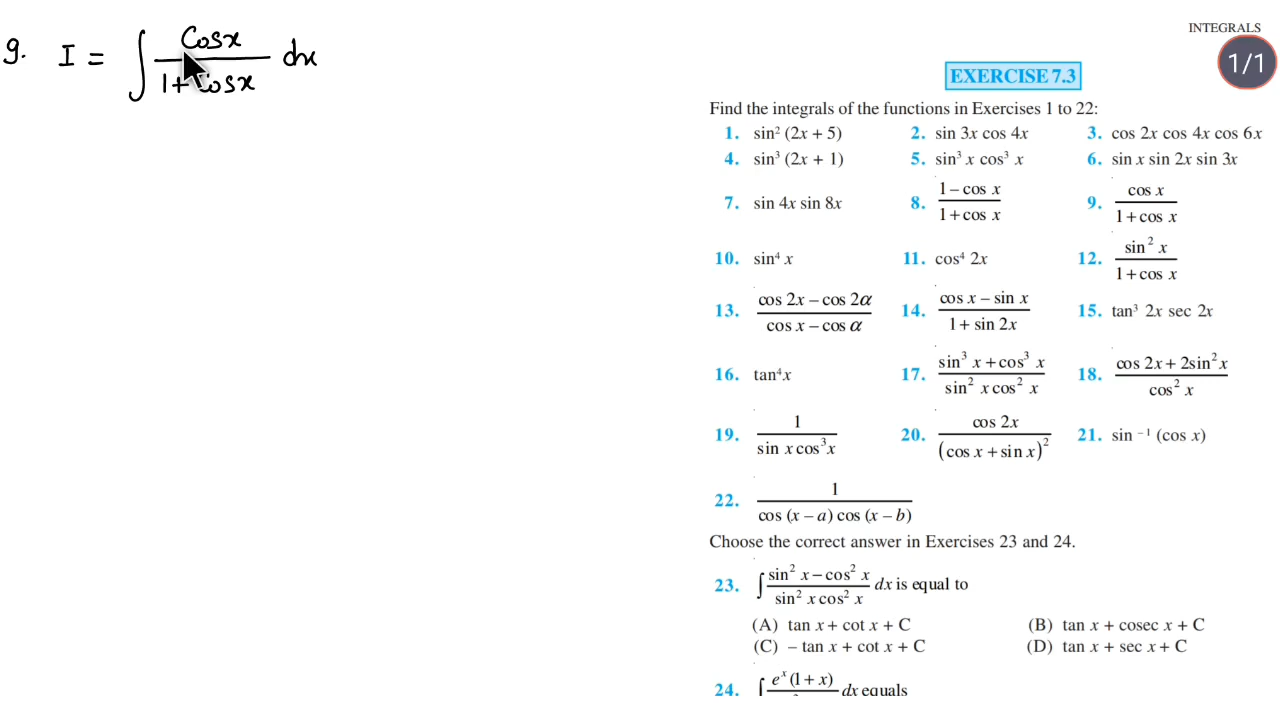 9. I = ∫ Cosx / 1 + Cosx dx
INTEGRALS
1/1
EXERCISE 7.3
Find the integrals of the functions in Exercises 1 to 22:
1. sin² (2x + 5) 2. sin 3x cos 4x 3. cos 2x cos 4x cos 6x
4. sin³ (2x + 1) 5. sin³ x cos³ x 6. sin x sin 2x sin 3x
7. sin 4x sin 8x 8. 1 – cos x / 1 + cos x 9. cos x / 1 + cos x
10. sin⁴ x 11. cos⁴ 2x 12. sin² x / 1 + cos x
13. cos 2x – cos 2α / cos x – cos α 14. cos x – sin x / 1 + sin 2x 15. tan³ 2x sec 2x
16. tan⁴x 17. sin³ x + cos³ x / sin² x cos² x 18. cos 2x + 2sin² x / cos² x
19. 1 / sin x cos³x 20. cos 2x / (cos x + sin x)² 21. sin ⁻¹ (cos x)
22. 1 / cos (x – a) cos (x – b)
Choose the correct answer in Exercises 23 and 24.
23. ∫ sin² x – cos² x / sin² x cos² x dx is equal to
(A) tan x + cot x + C (B) tan x + cosec x + C
(C) – tan x + cot x + C (D) tan x + sec x + C
24. ∫ eˣ (1 + x) dx equals